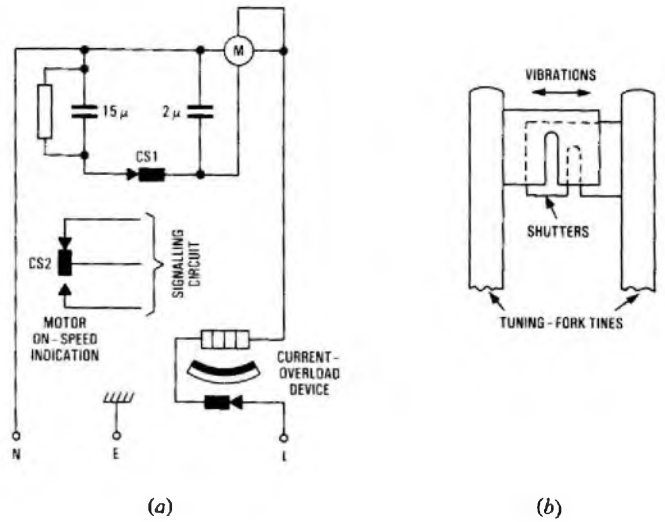 M
15 μ
2 μ
CS1
CS2
SIGNALLING
CIRCUIT
MOTOR
ON-SPEED
INDICATION
CURRENT-
OVERLOAD
DEVICE
N
E
L
(a)
VIBRATIONS
SHUTTERS
TUNING-FORK TINES
(b)